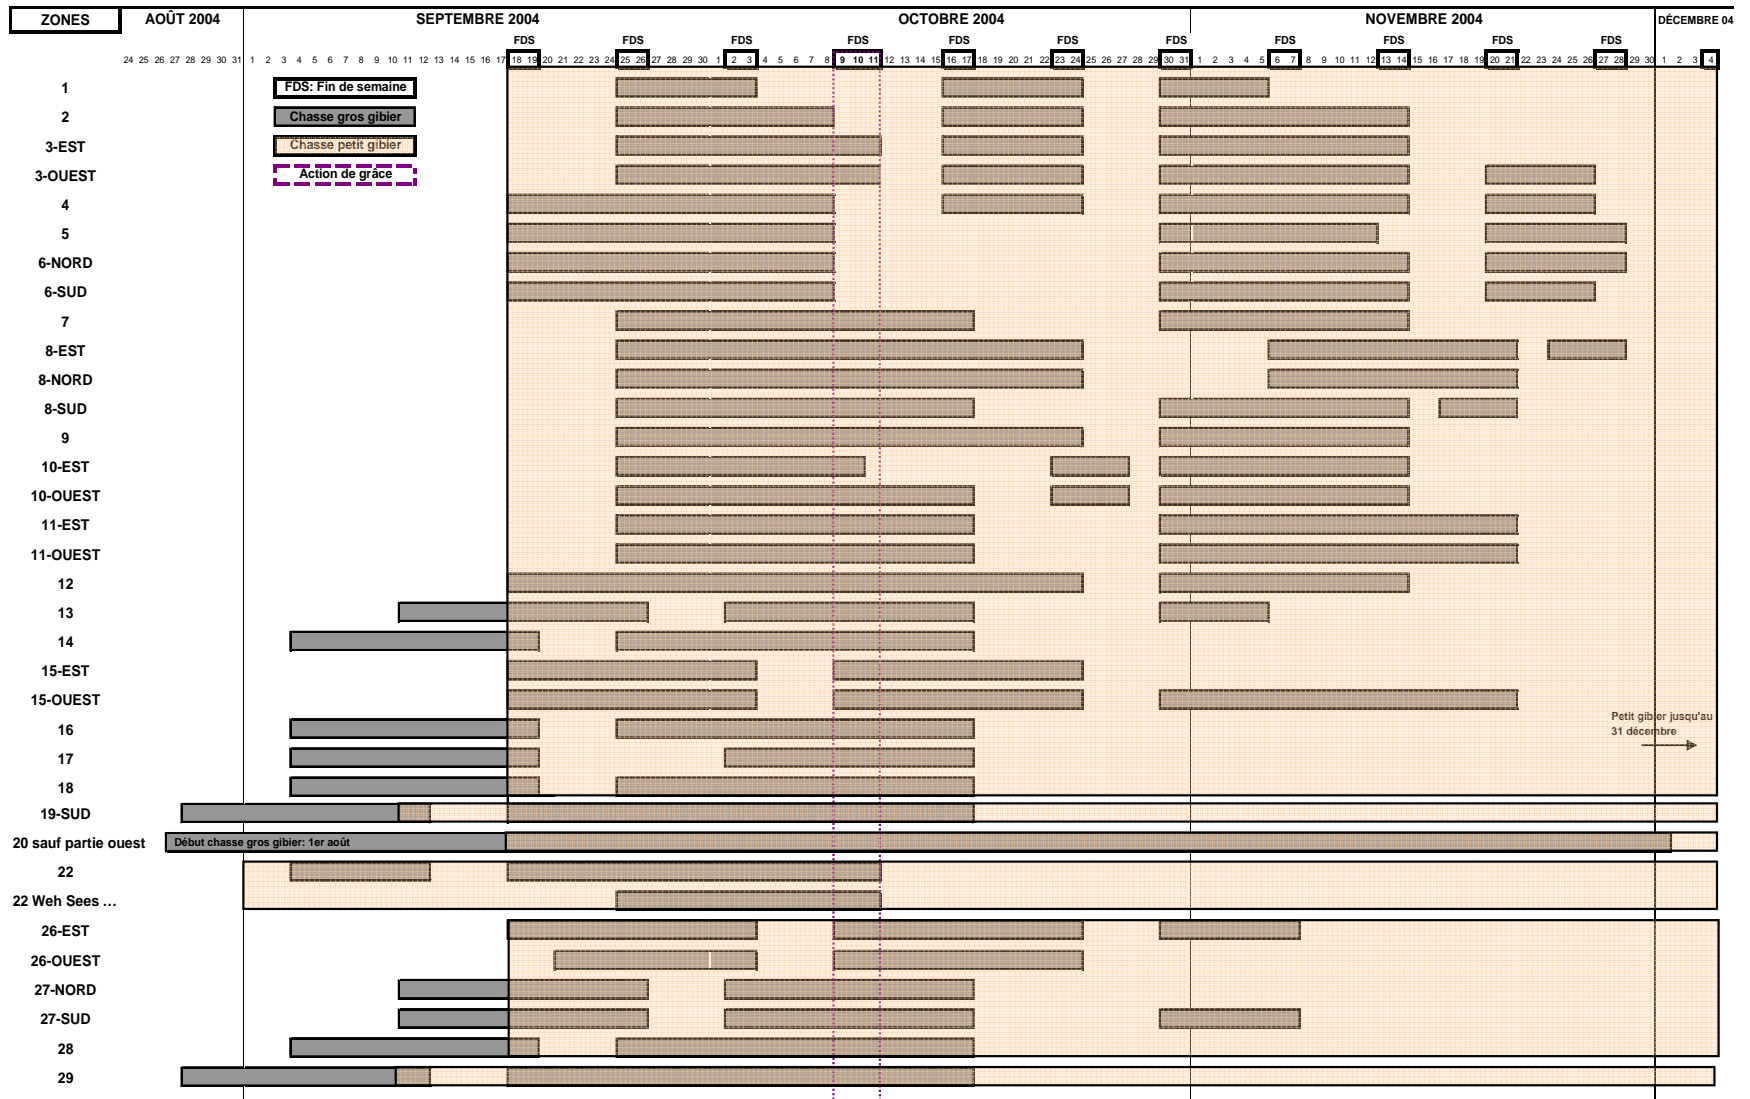 ZONES AOÛT 2004 SEPTEMBRE 2004 OCTOBRE 2004 NOVEMBRE 2004 DÉCEMBRE 04
FDS FDS FDS FDS FDS FDS FDS FDS FDS FDS FDS
24 25 26 27 28 29 30 31 1 2 3 4 5 6 7 8 9 10 11 12 13 14 15 16 17 18 19 20 21 22 23 24 25 26 27 28 29 30 1 2 3 4 5 6 7 8 9 10 11 12 13 14 15 16 17 18 19 20 21 22 23 24 25 26 27 28 29 30 31 1 2 3 4 5 6 7 8 9 10 11 12 13 14 15 16 17 18 19 20 21 22 23 24 25 26 27 28 29 30 1 2 3 4
1 FDS: Fin de semaine
2 Chasse gros gibier
3-EST Chasse petit gibier
3-OUEST Action de grâce
4
5
6-NORD
6-SUD
7
8-EST
8-NORD
8-SUD
9
10-EST
10-OUEST
11-EST
11-OUEST
12
13
14
15-EST
15-OUEST
Petit gibier jusqu'au
16
31 décembre
17
18
19-SUD
20 sauf partie ouest Début chasse gros gibier: 1er août
22
22 Weh Sees ...
26-EST
26-OUEST
27-NORD
27-SUD
28
29